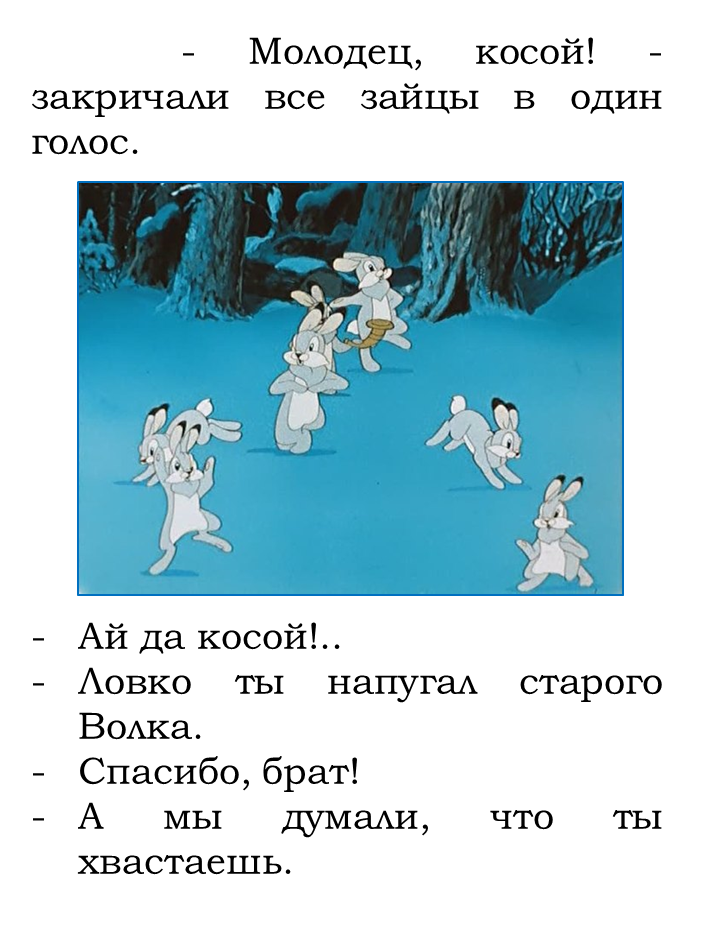 - Молодец, косой! -
закричали все зайцы в один
голос.
- Ай да косой!..
- Ловко ты напугал старого
Волка.
- Спасибо, брат!
- А мы думали, что ты
хвастаешь.